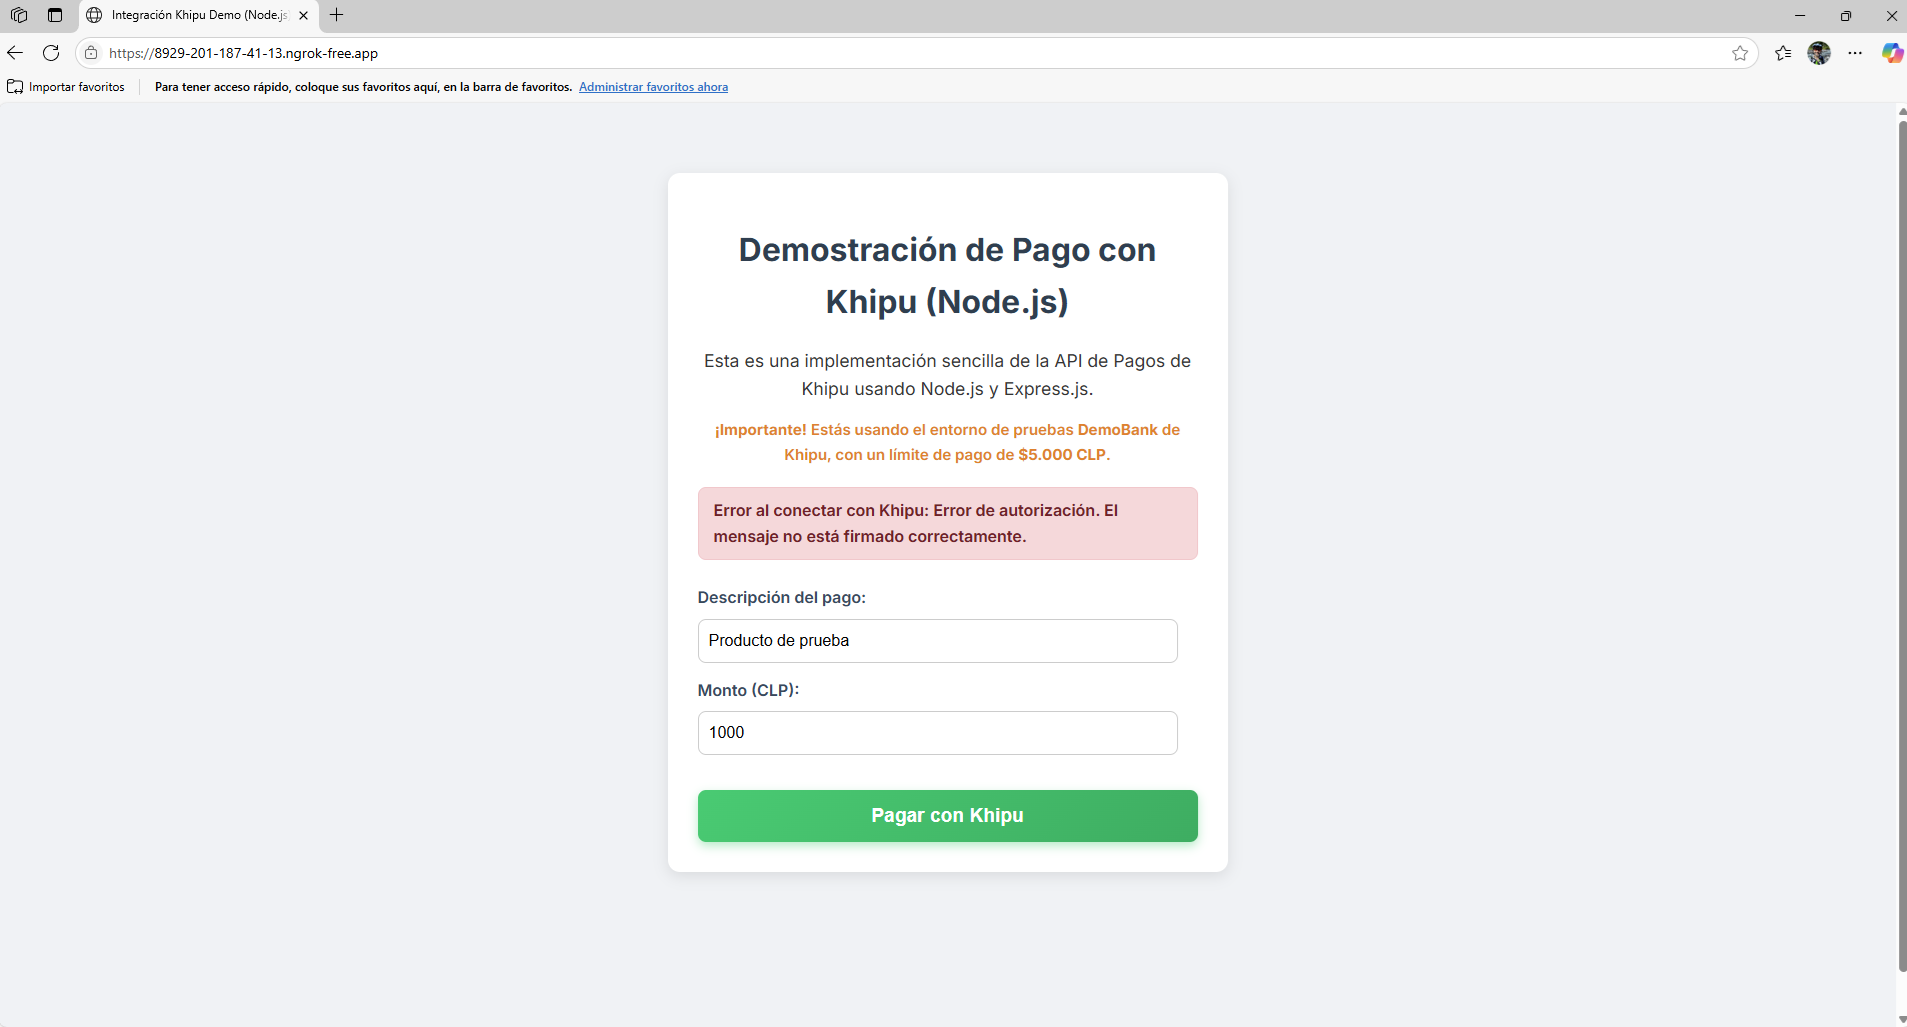 Integración Khipu Demo (Node.js
https://8929-201-187-41-13.ngrok-free.app
Importar favoritos
Para tener acceso rápido, coloque sus favoritos aquí, en la barra de favoritos. Administrar favoritos ahora
Demostración de Pago con
Khipu (Node.js)
Esta es una implementación sencilla de la API de Pagos de
Khipu usando Node.js y Express.js.
¡Importante! Estás usando el entorno de pruebas DemoBank de
Khipu, con un límite de pago de $5.000 CLP.
Error al conectar con Khipu: Error de autorización. El
mensaje no está firmado correctamente.
Descripción del pago:
Producto de prueba
Monto (CLP):
1000
Pagar con Khipu